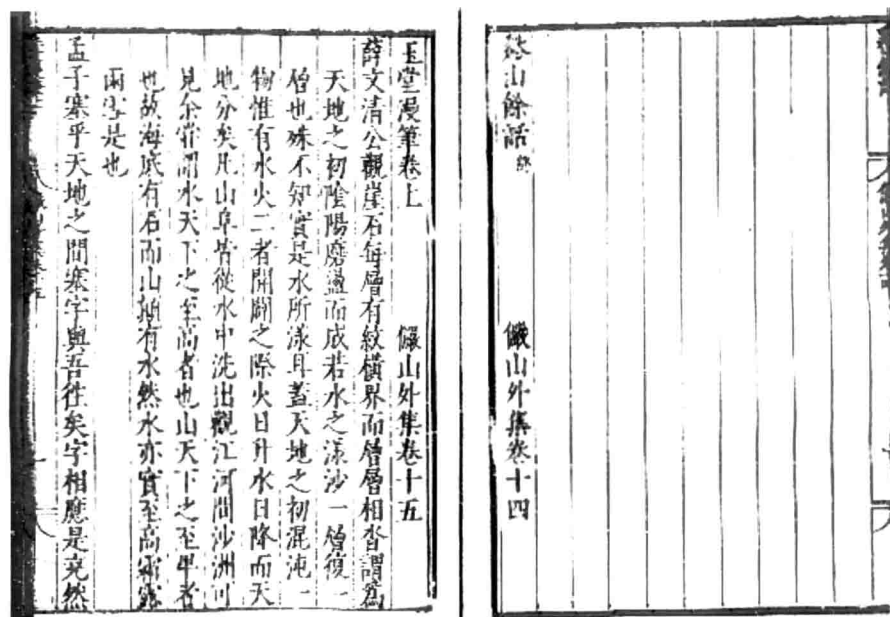 谿山餘話 終
儼山外集卷十四
玉堂漫筆卷上
儼山外集卷十五
薛文清公觀崖石每層有紋橫界而層層相沓謂爲
天地之初陰陽磨盪而成若水之漾沙一層復一
層也殊不知實是水所漾耳蓋天地之初混沌一
物惟有水火二者開闢之際火日升水日降而天
地分矣凡山阜皆從水中洗出觀江河間沙洲可
見余嘗謂水天下之至高者也山天下之至卑者
也故海底有石而山頂有水然水亦實至高霜露
雨雪是也
孟子塞乎天地之間塞字與吾往矣字相應是充然